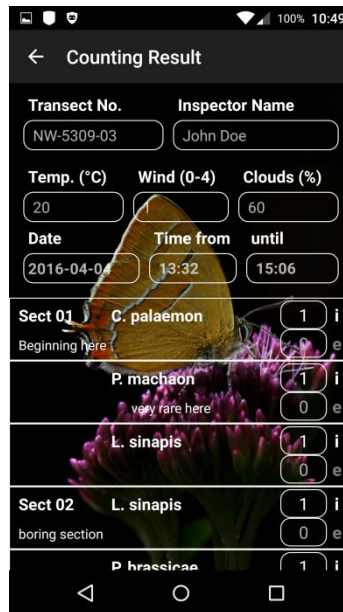 100% 10:49
Counting Result
Transect No. Inspector Name
NW-5309-03 John Doe
Temp. (°C) Wind (0-4) Clouds (%)
20 1 60
Date Time from until
2016-04-04 13:32 15:06
Sect 01 C. palaemon 1 i
Beginning here 0 e
P. machaon 1 i
very rare here 0 e
L. sinapis 1 i
0 e
Sect 02 L. sinapis 1 i
boring section 0 e
P. brassicae 1 i